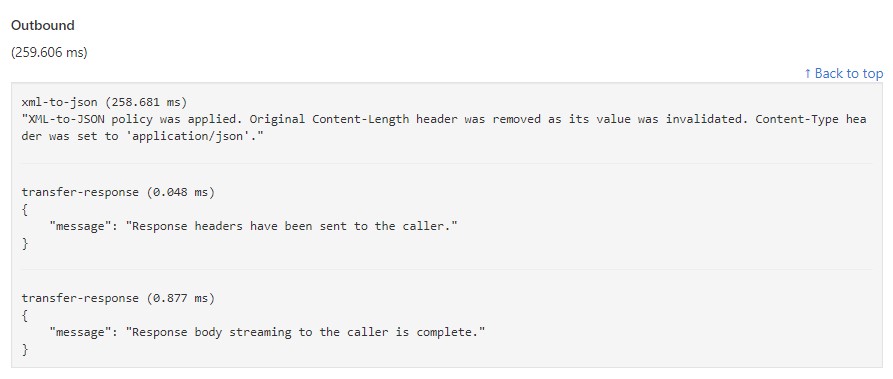 Outbound
(259.606 ms)
↑ Back to top
xml-to-json (258.681 ms)
"XML-to-JSON policy was applied. Original Content-Length header was removed as its value was invalidated. Content-Type hea
der was set to 'application/json'."
transfer-response (0.048 ms)
{
    "message": "Response headers have been sent to the caller."
}
transfer-response (0.877 ms)
{
    "message": "Response body streaming to the caller is complete."
}